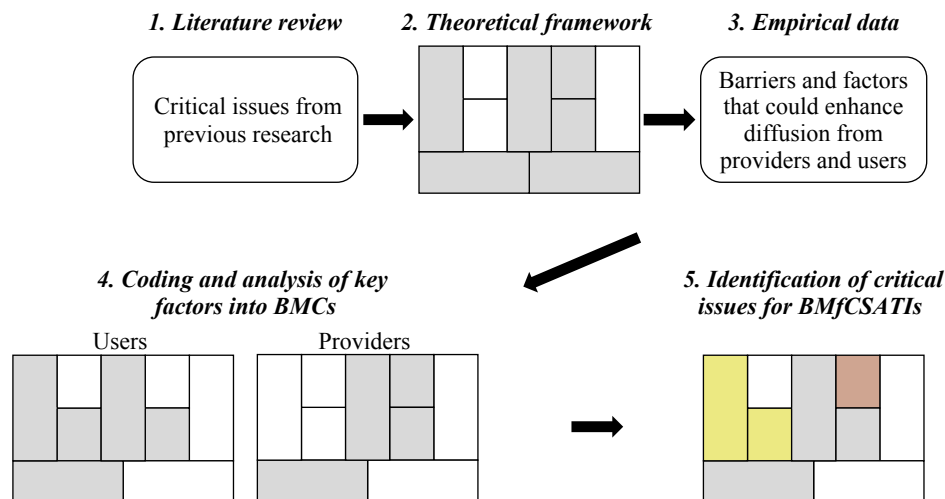 1. Literature review
2. Theoretical framework
3. Empirical data
Critical issues from
previous research
Barriers and factors
that could enhance
diffusion from
providers and users
4. Coding and analysis of key
factors into BMCs
5. Identification of critical
issues for BMfCSATIs
Users
Providers